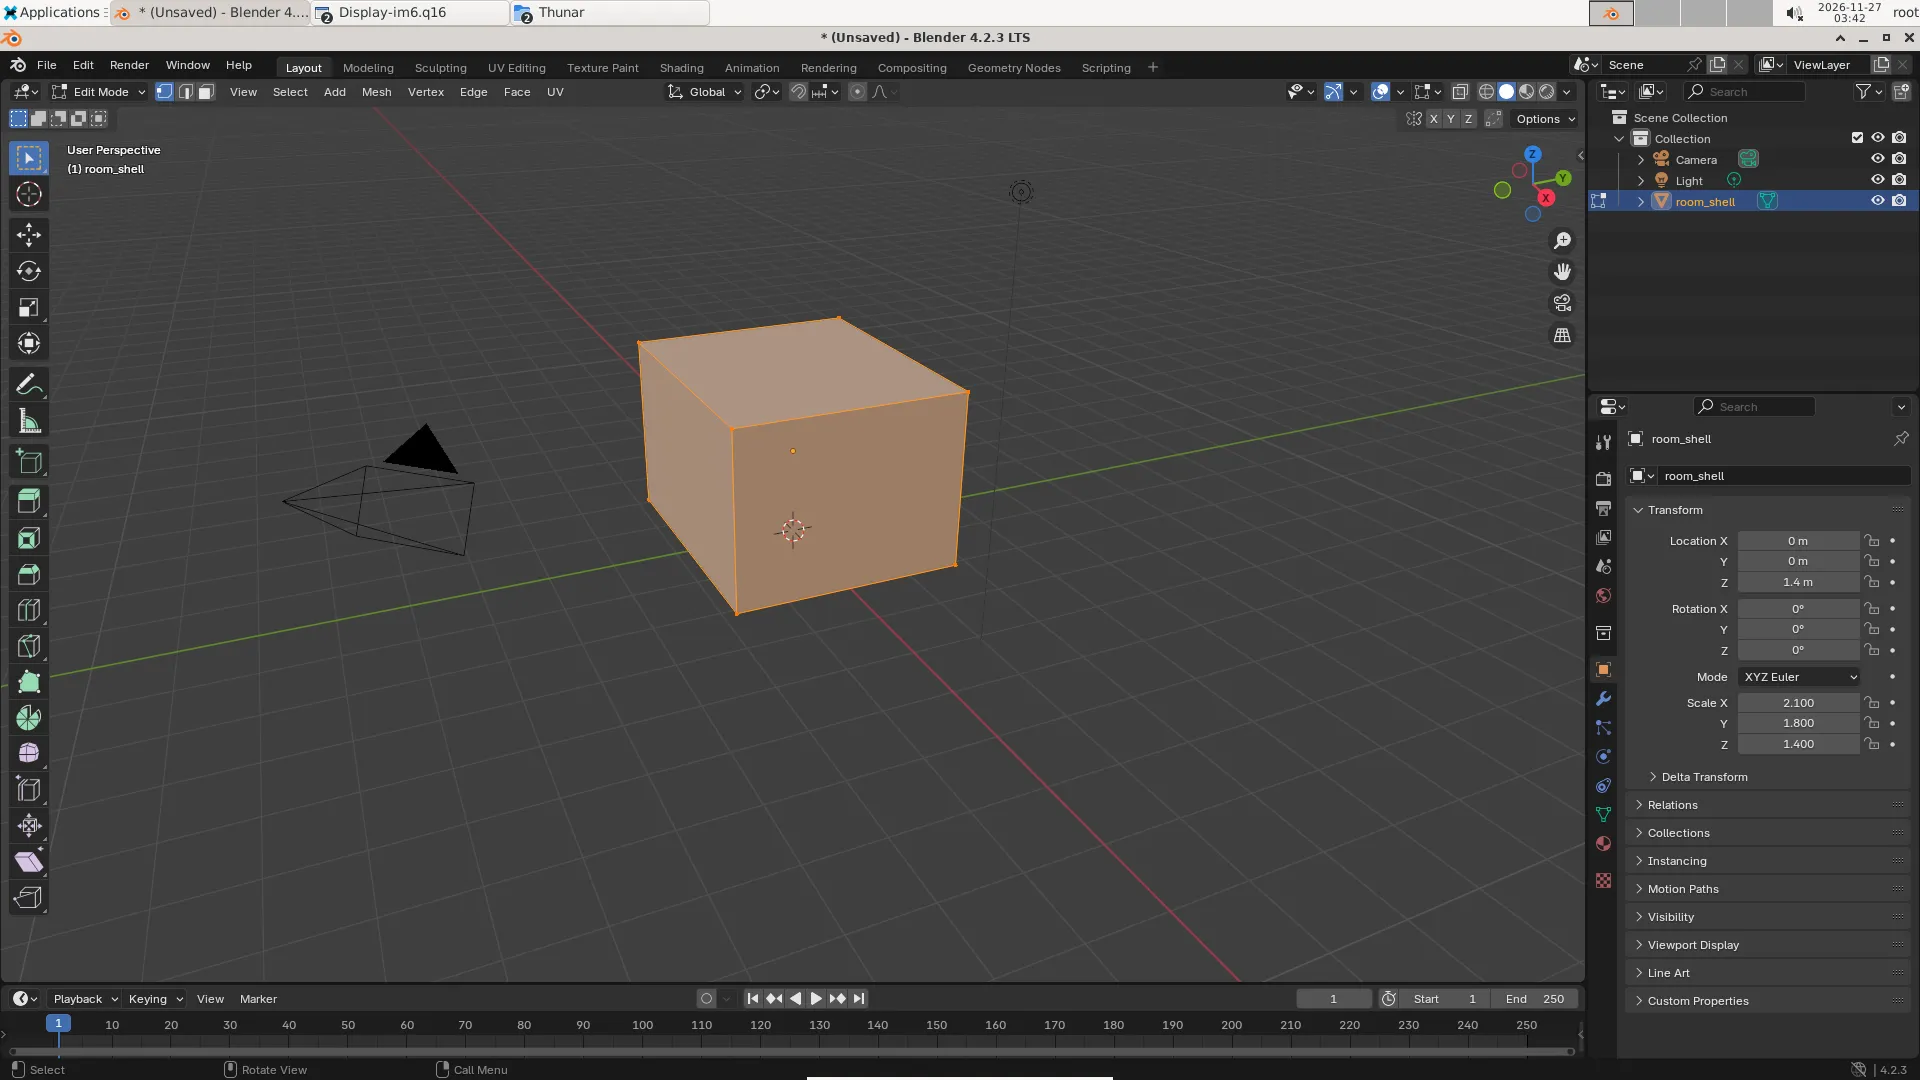 Applications
* (Unsaved) - Blender 4....
2
Display-im6.q16
2
Thunar
2026-11-27
03:42
root
* (Unsaved) - Blender 4.2.3 LTS
File Edit Render Window Help
Layout Modeling Sculpting UV Editing Texture Paint Shading Animation Rendering Compositing Geometry Nodes Scripting
Scene
ViewLayer
Edit Mode
View Select Add Mesh Vertex Edge Face UV
Global
Search
X Y Z
Options
User Perspective
(1) room_shell
Z
Y
X
Scene Collection
Collection
Camera
Light
room_shell
Search
room_shell
room_shell
Transform
Location X 0 m
Y 0 m
Z 1.4 m
Rotation X 0°
Y 0°
Z 0°
Mode XYZ Euler
Scale X 2.100
Y 1.800
Z 1.400
Delta Transform
Relations
Collections
Instancing
Motion Paths
Visibility
Viewport Display
Line Art
Custom Properties
Playback Keying View Marker
1
Start 1
End 250
1 10 20 30 40 50 60 70 80 90 100 110 120 130 140 150 160 170 180 190 200 210 220 230 240 250
Select
Rotate View
Call Menu
4.2.3